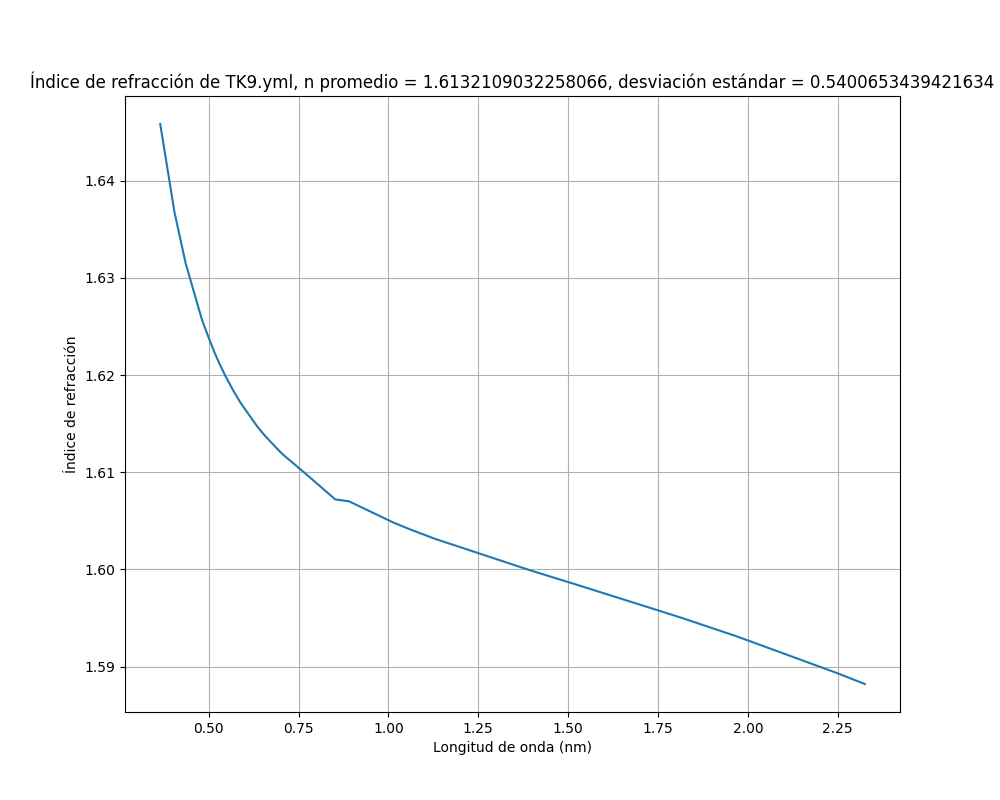 Índice de refracción de TK9.yml, n promedio = 1.6132109032258066, desviación estándar = 0.5400653439421634
1.64
1.63
1.62
1.61
1.60
1.59
Índice de refracción
0.50 0.75 1.00 1.25 1.50 1.75 2.00 2.25
Longitud de onda (nm)